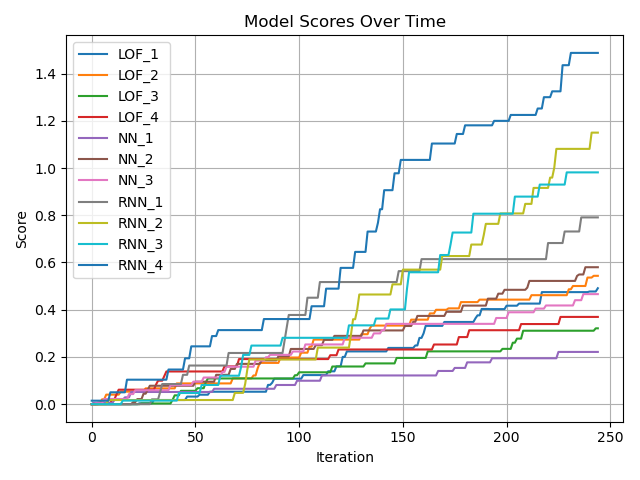 Model Scores Over Time
LOF_1
LOF_2
LOF_3
LOF_4
NN_1
NN_2
NN_3
RNN_1
RNN_2
RNN_3
RNN_4
1.4
1.2
1.0
0.8
0.6
0.4
0.2
0.0
Score
0 50 100 150 200 250
Iteration